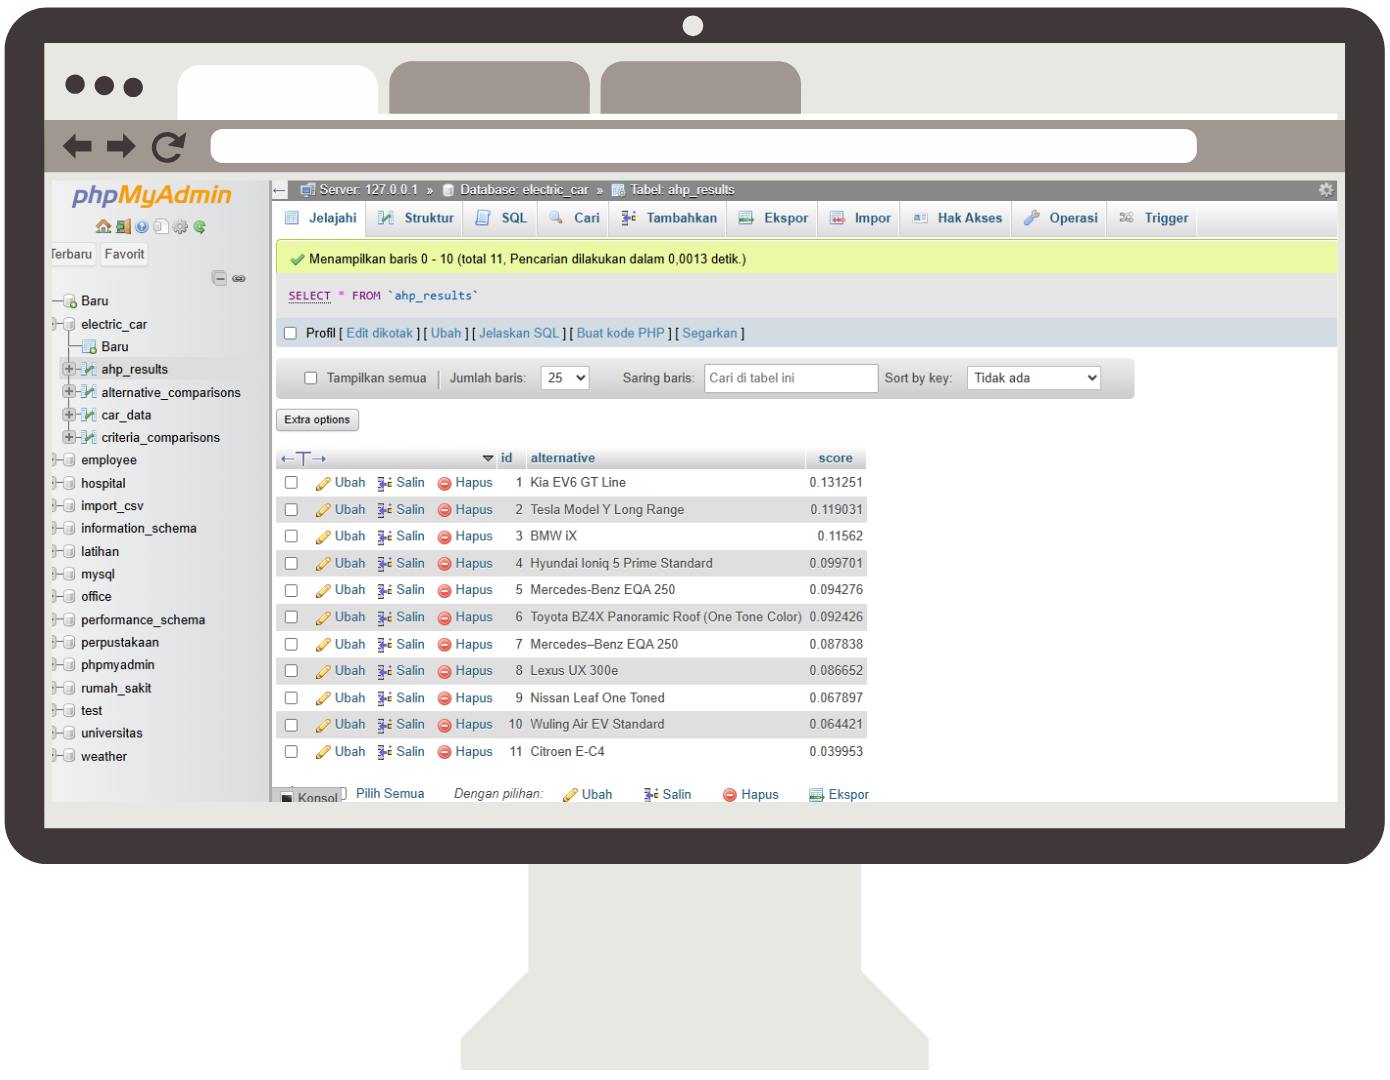 phpMyAdmin
Terbaru Favorit
Baru
electric_car
Baru
ahp_results
alternative_comparisons
car_data
criteria_comparisons
employee
hospital
import_csv
information_schema
latihan
mysql
office
performance_schema
perpustakaan
phpmyadmin
rumah_sakit
test
universitas
weather
Server: 127.0.0.1 » Database: electric_car » Tabel: ahp_results
Jelajahi Struktur SQL Cari Tambahkan Ekspor Impor Hak Akses Operasi Trigger
Menampilkan baris 0 - 10 (total 11, Pencarian dilakukan dalam 0,0013 detik.)
SELECT * FROM `ahp_results`
Profil [ Edit dikotak ] [ Ubah ] [ Jelaskan SQL ] [ Buat kode PHP ] [ Segarkan ]
Tampilkan semua | Jumlah baris: 25 Saring baris: Cari di tabel ini Sort by key: Tidak ada
Extra options
←T→ id alternative score
Ubah Salin Hapus 1 Kia EV6 GT Line 0.131251
Ubah Salin Hapus 2 Tesla Model Y Long Range 0.119031
Ubah Salin Hapus 3 BMW iX 0.11562
Ubah Salin Hapus 4 Hyundai Ioniq 5 Prime Standard 0.099701
Ubah Salin Hapus 5 Mercedes-Benz EQA 250 0.094276
Ubah Salin Hapus 6 Toyota BZ4X Panoramic Roof (One Tone Color) 0.092426
Ubah Salin Hapus 7 Mercedes–Benz EQA 250 0.087838
Ubah Salin Hapus 8 Lexus UX 300e 0.086652
Ubah Salin Hapus 9 Nissan Leaf One Toned 0.067897
Ubah Salin Hapus 10 Wuling Air EV Standard 0.064421
Ubah Salin Hapus 11 Citroen E-C4 0.039953
Konsol Pilih Semua Dengan pilihan: Ubah Salin Hapus Ekspor